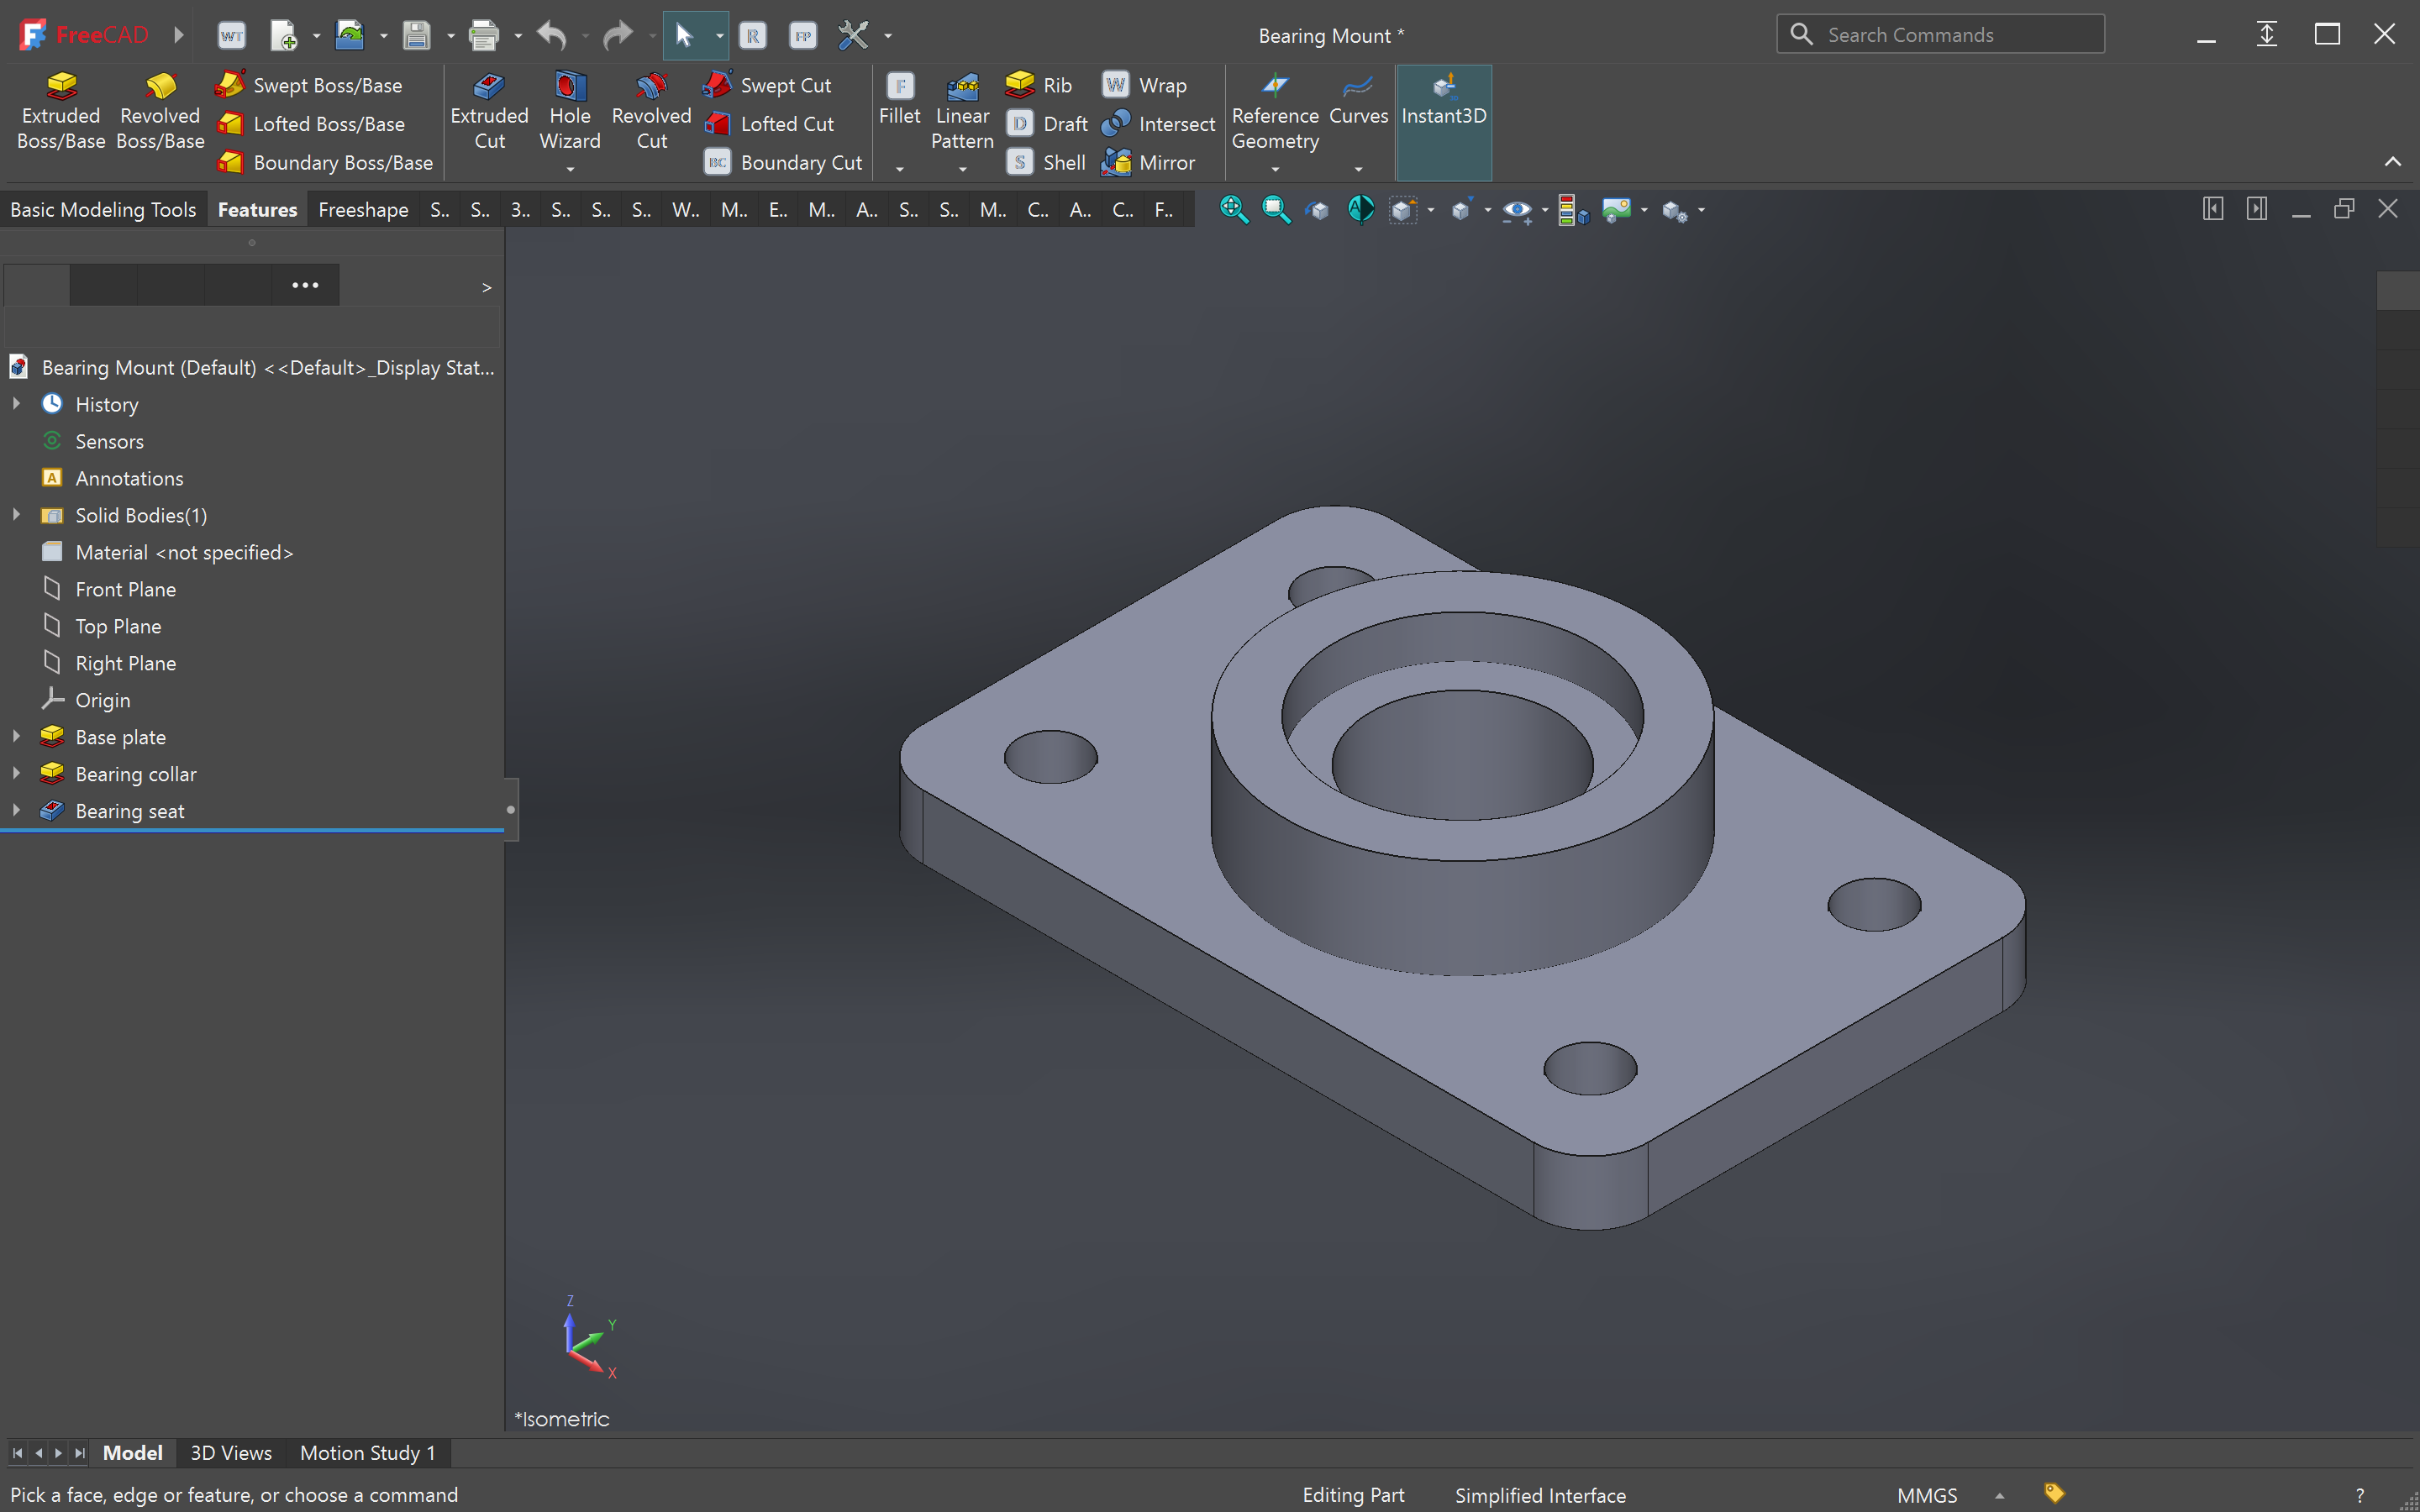 FreeCAD
WT
R
FP
Bearing Mount *
Search Commands
Extruded Boss/Base
Revolved Boss/Base
Swept Boss/Base
Lofted Boss/Base
Boundary Boss/Base
Extruded Cut
Hole Wizard
Revolved Cut
Swept Cut
Lofted Cut
BC Boundary Cut
F
Fillet
Linear Pattern
Rib
D Draft
S Shell
W Wrap
Intersect
Mirror
Reference Geometry
Curves
Instant3D
Basic Modeling Tools Features Freeshape S.. S.. 3.. S.. S.. S.. W.. M.. E.. M.. A.. S.. S.. M.. C.. A.. C.. F..
••• >
Bearing Mount (Default) <<Default>_Display Stat...
History
Sensors
A Annotations
Solid Bodies(1)
Material <not specified>
Front Plane
Top Plane
Right Plane
Origin
Base plate
Bearing collar
Bearing seat
Z
Y
X
*Isometric
Model 3D Views Motion Study 1
Pick a face, edge or feature, or choose a command
Editing Part
Simplified Interface
MMGS
?